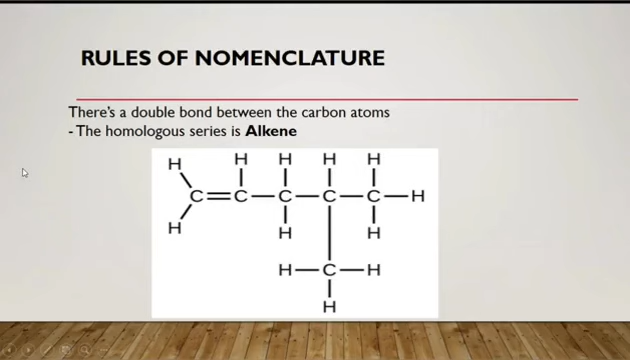 RULES OF NOMENCLATURE
There's a double bond between the carbon atoms
- The homologous series is Alkene
H H H H H
C=C—C—C—C—H
H H H
H—C—H
H